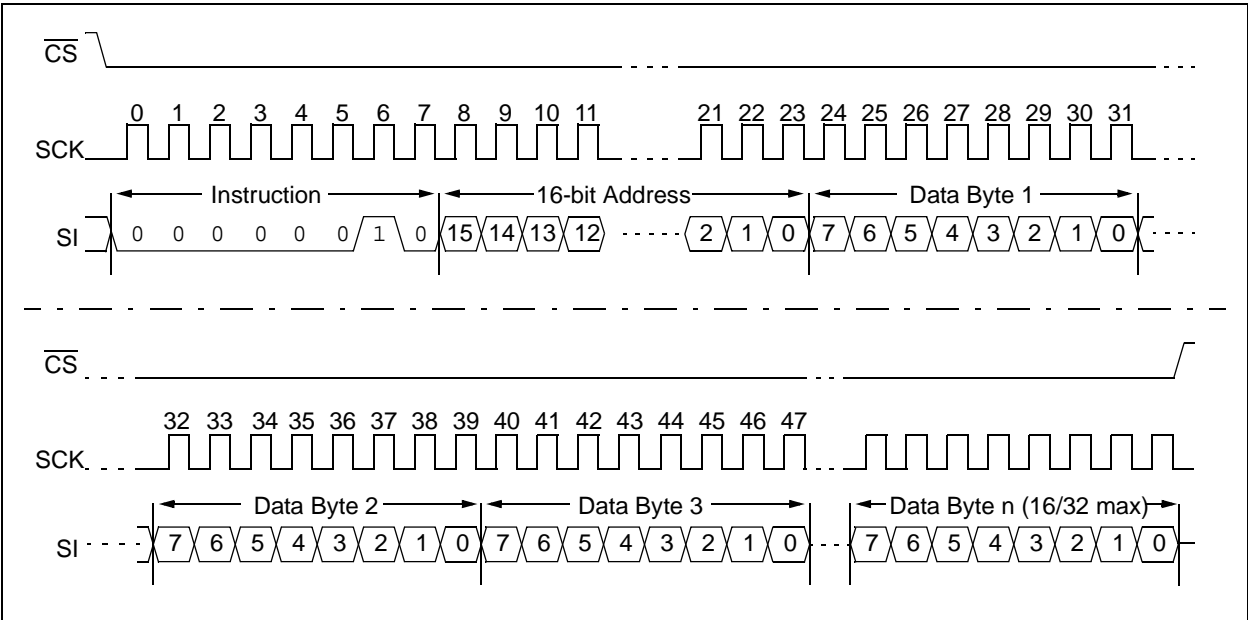 CS
0 1 2 3 4 5 6 7 8 9 10 11 21 22 23 24 25 26 27 28 29 30 31
SCK
Instruction 16-bit Address Data Byte 1
SI 0 0 0 0 0 0 1 0 15 14 13 12 2 1 0 7 6 5 4 3 2 1 0
CS
32 33 34 35 36 37 38 39 40 41 42 43 44 45 46 47
SCK
Data Byte 2 Data Byte 3 Data Byte n (16/32 max)
SI 7 6 5 4 3 2 1 0 7 6 5 4 3 2 1 0 7 6 5 4 3 2 1 0